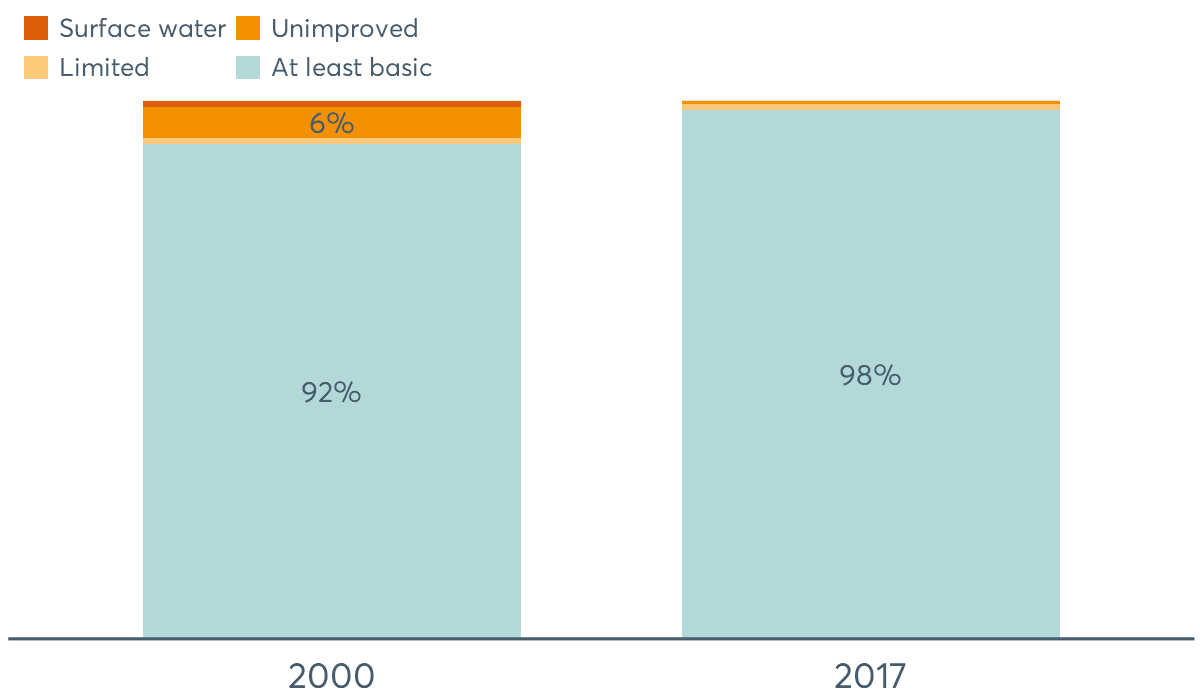 Surface water Unimproved
Limited At least basic
6%
92%
98%
2000 2017